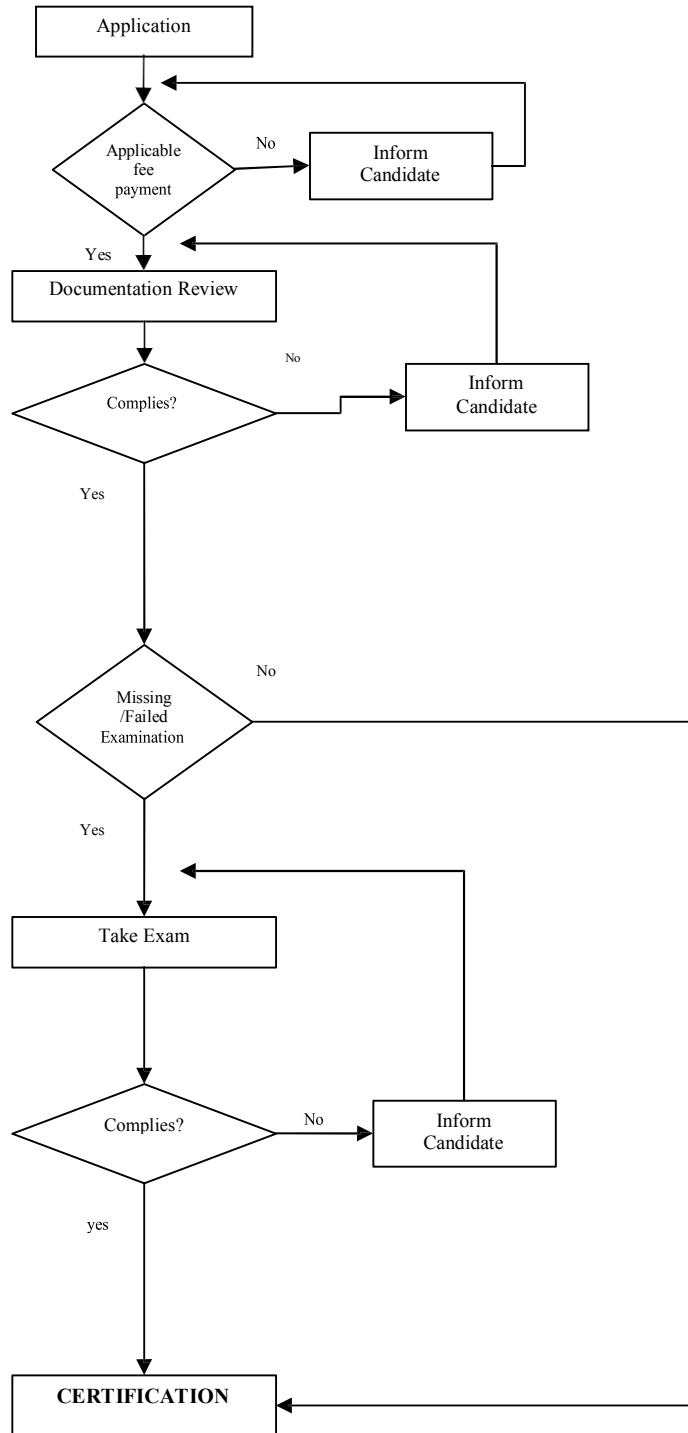 Application
Applicable
fee
payment
No
Inform
Candidate
Yes
Documentation Review
No
Complies?
Inform
Candidate
Yes
No
Missing
/Failed
Examination
Yes
Take Exam
Complies?
No
Inform
Candidate
yes
CERTIFICATION